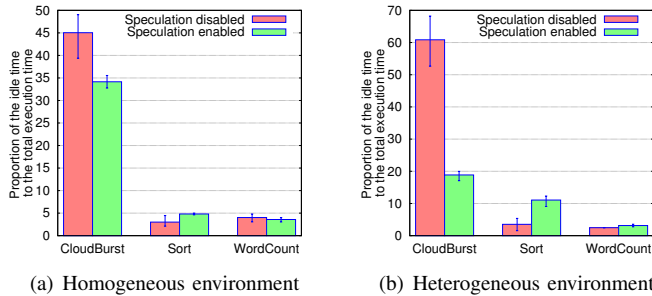 Speculation disabled
Speculation enabled
Proportion of the idle time
to the total execution time
50
45
40
35
30
25
20
15
10
5
0
CloudBurst Sort WordCount
(a) Homogeneous environment
Speculation disabled
Speculation enabled
Proportion of the idle time
to the total execution time
70
60
50
40
30
20
10
0
CloudBurst Sort WordCount
(b) Heterogeneous environment